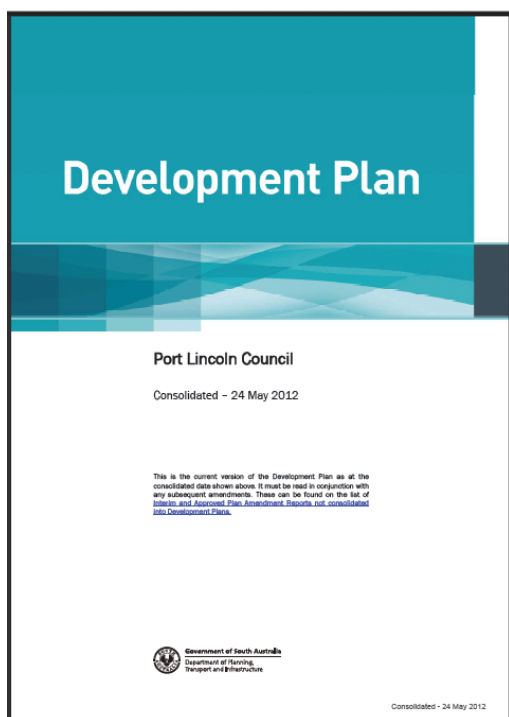 Development Plan
Port Lincoln Council
Consolidated – 24 May 2012
This is the current version of the Development Plan as at the
consolidated date shown above. It must be read in conjunction with
any subsequent amendments. These can be found on the list of
Interim and Approved Plan Amendment Reports not consolidated
into Development Plans.
Government of South Australia
Department of Planning,
Transport and Infrastructure
Consolidated - 24 May 2012